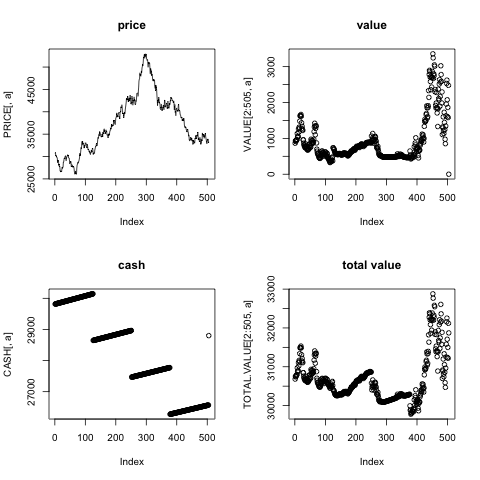 price
PRICE[, a]
45000
35000
25000
0 100 200 300 400 500
Index
value
VALUE[2:505, a]
3000
2000
1000
0
0 100 200 300 400 500
Index
cash
CASH[, a]
29000
27000
0 100 200 300 400 500
Index
total value
TOTAL.VALUE[2:505, a]
33000
32000
31000
30000
0 100 200 300 400 500
Index